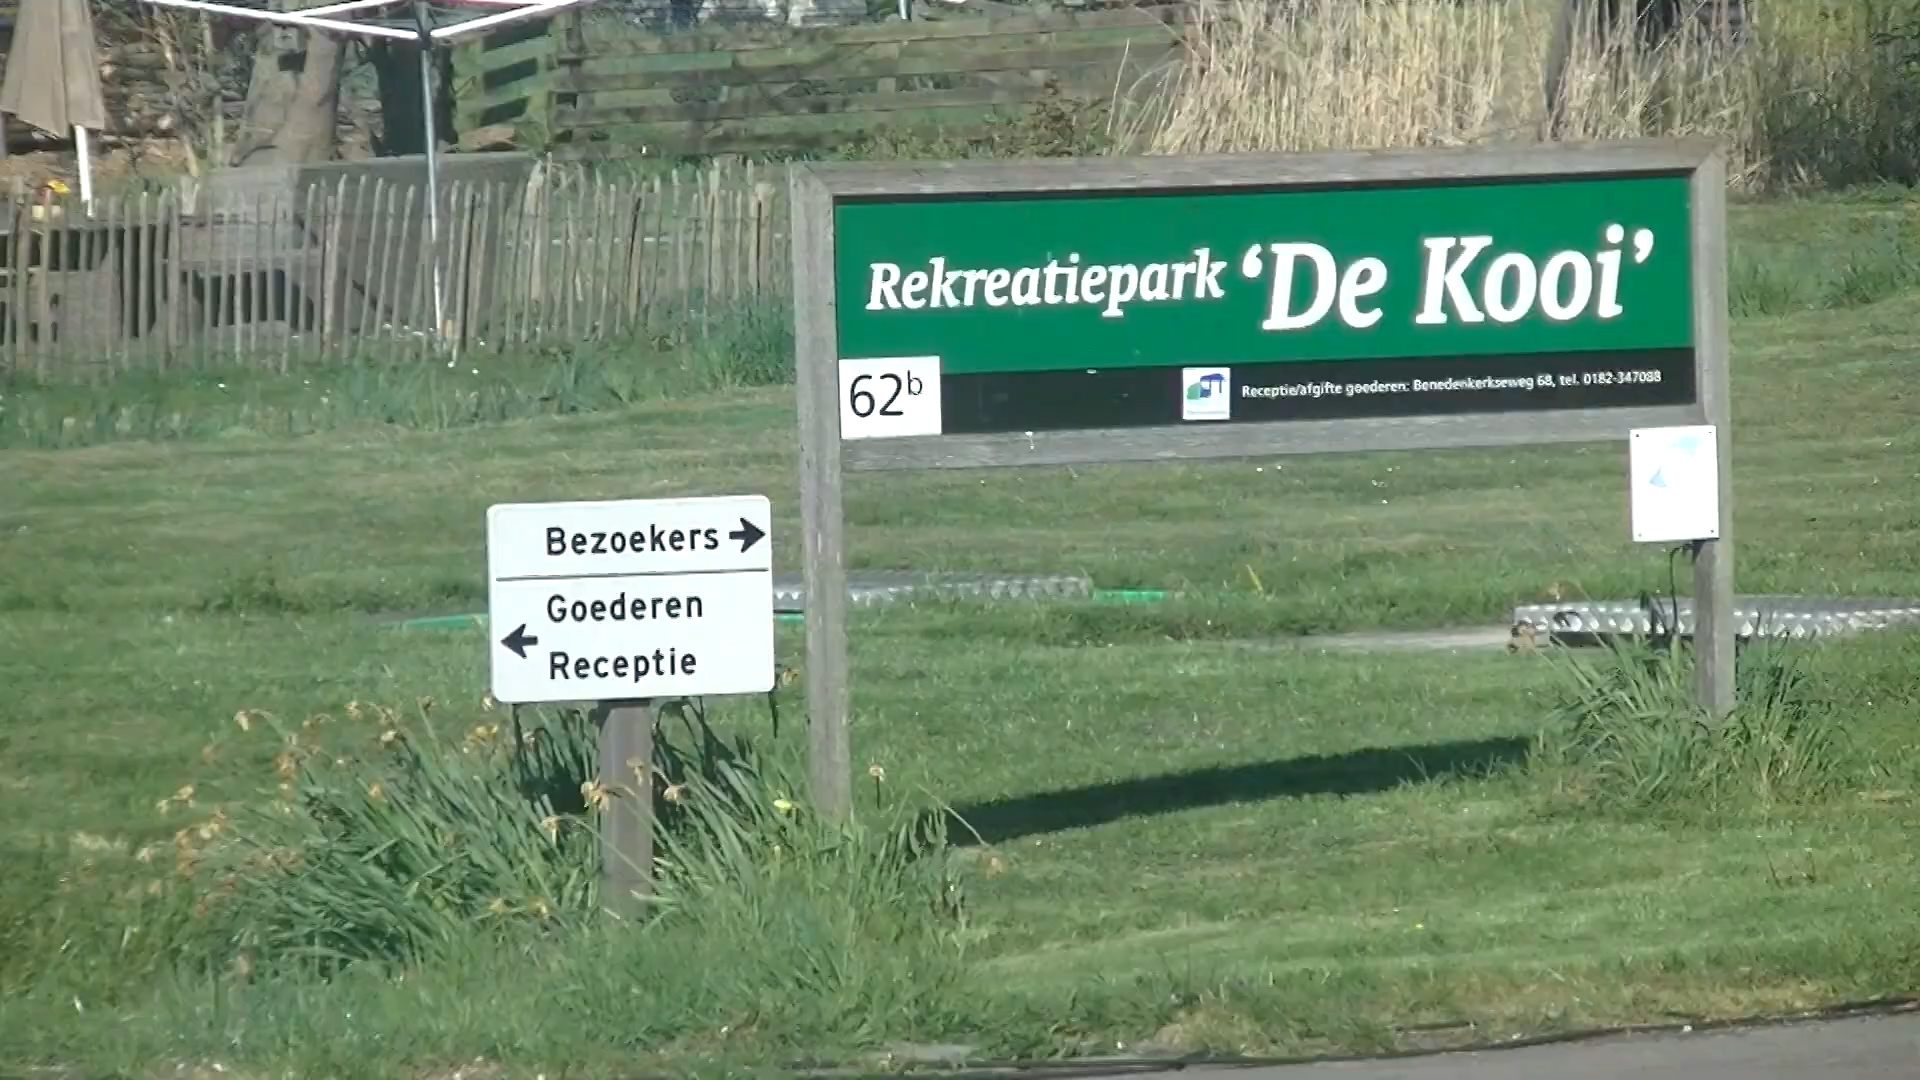 Rekreatiepark ‘De Kooi’
62b
Receptie/afgifte goederen: Benedenkerkseweg 68, tel. 0182-347088
Bezoekers →
Goederen
← Receptie